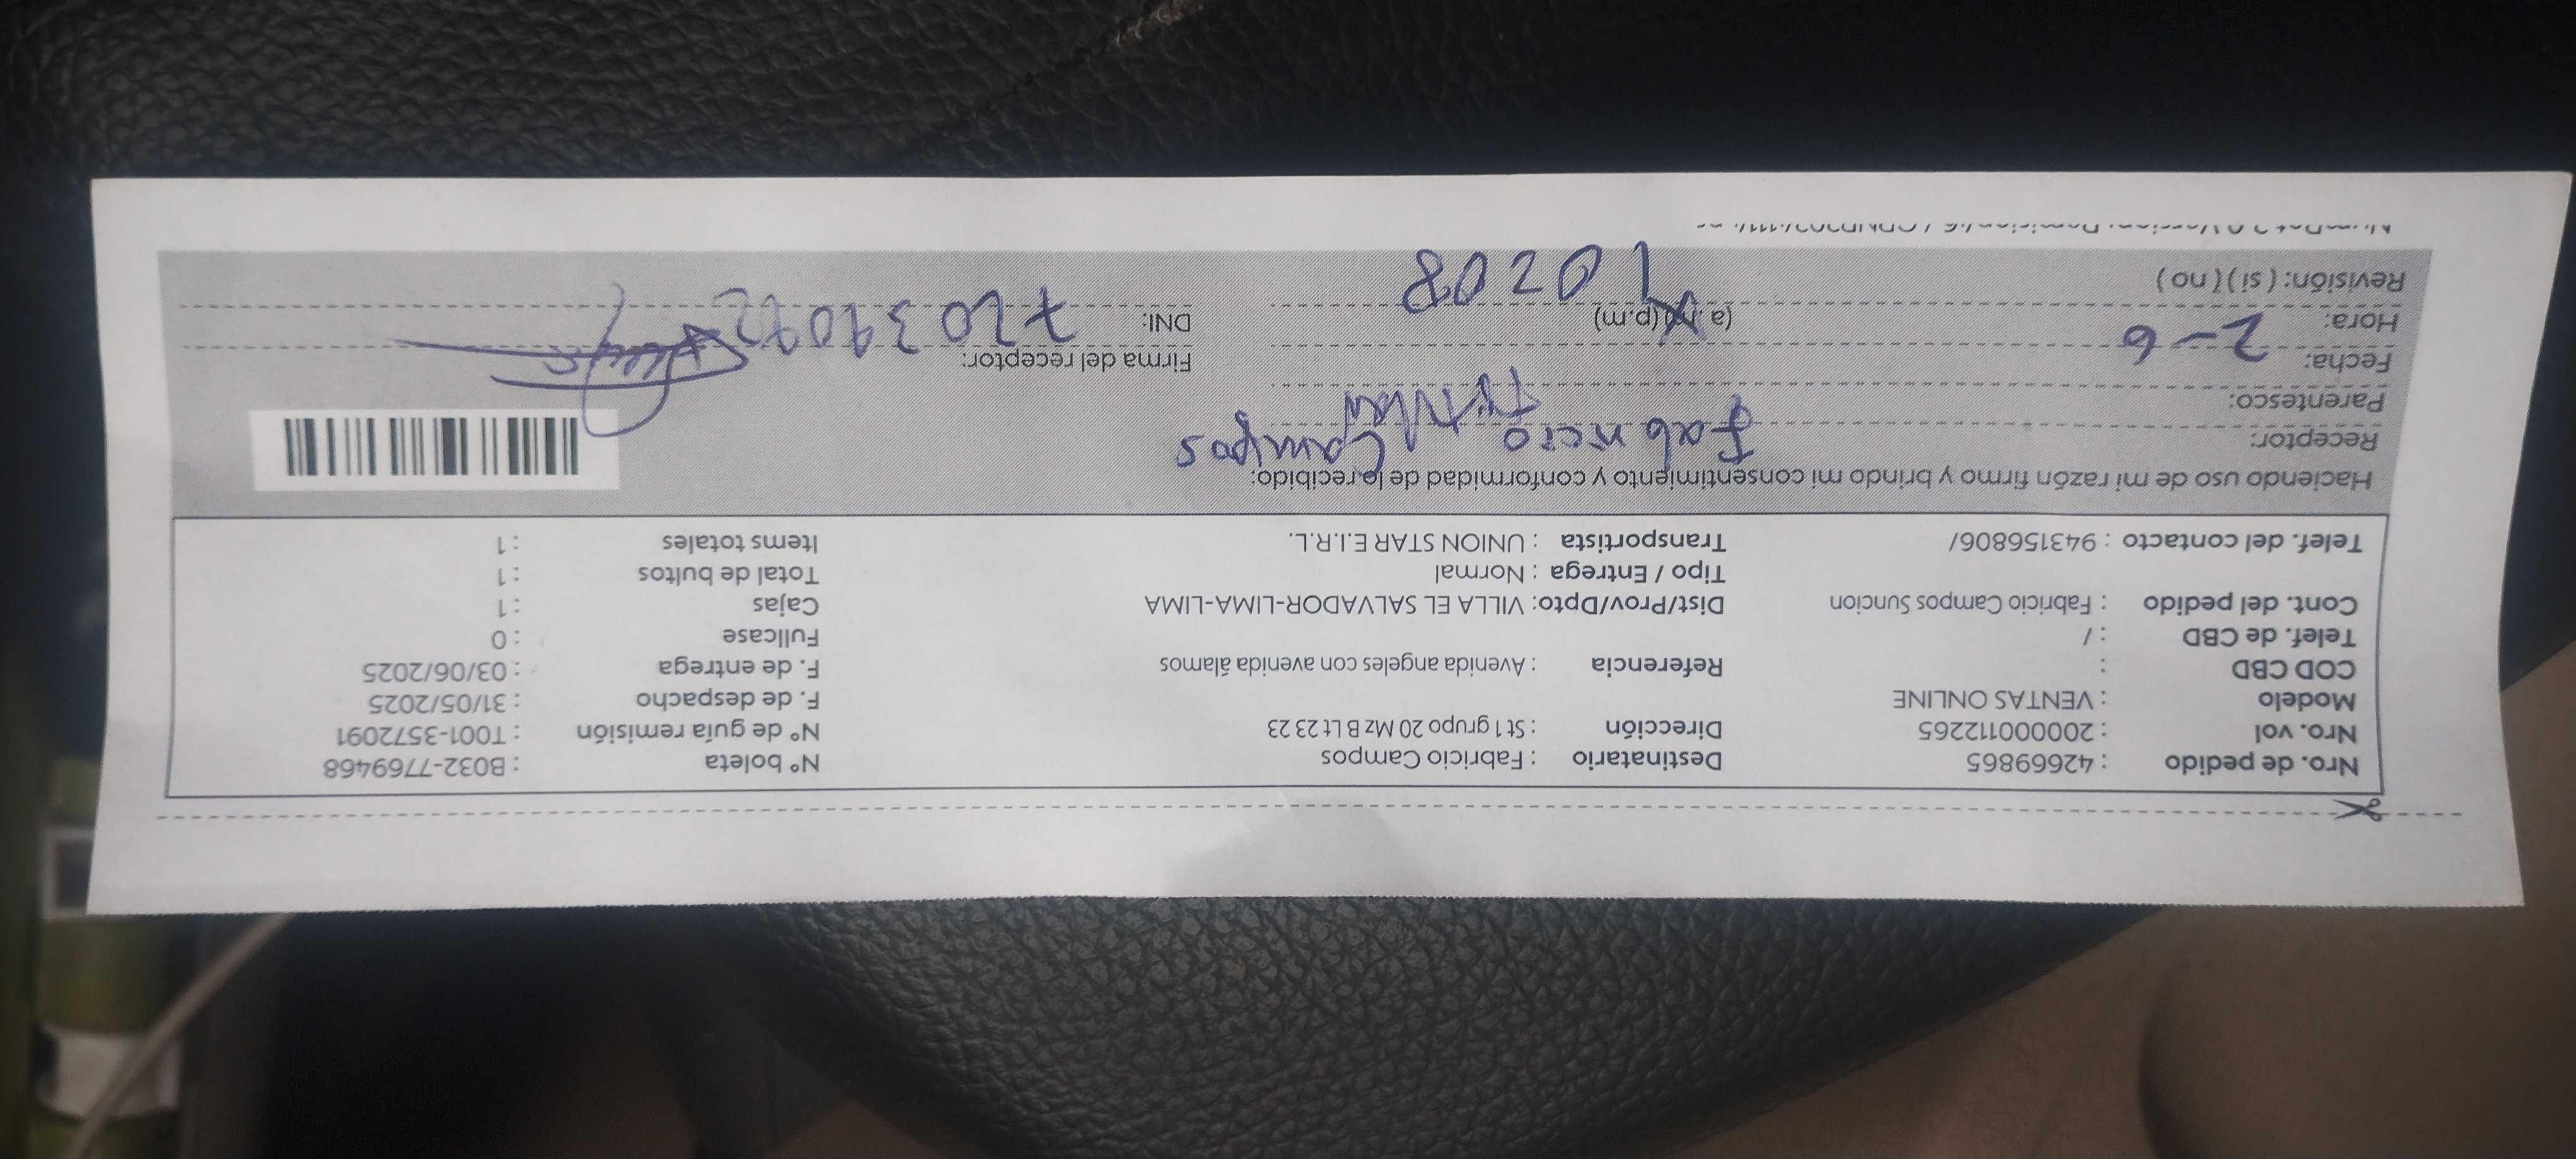 Nro. de pedido : 42669865 Destinatario : Fabricio Campos N° boleta : B032-77669468
Nro. vol : 20000011265 Dirección : St 1 grupo 20 Mz B Lt 23 23 N° de guía remisión : T001-3572091
Modelo : VENTAS ONLINE F. de despacho : 31/05/2025
COD CBD : Referencia : Avenida angeles con avenida álamos F. de entrega : 03/06/2025
Telef. de CBD : / Fullcase : 0
Cont. del pedido : Fabricio Campos Suncion Dist/Prov/Dpto: VILLA EL SALVADOR-LIMA-LIMA Cajas : 1
Tipo / Entrega : Normal Total de bultos : 1
Telef. del contacto : 943156806/ Transportista : UNION STAR E.I.R.L. Items totales : 1
Haciendo uso de mi razón firmo y brindo mi consentimiento y conformidad de lo recibido:
Receptor: Fabricio Campos
Parentesco: Titular
Fecha: 2-6 Firma del receptor:
Hora: (a.m)(p.m) DNI: 72037092
Revisión: ( si ) ( no ) 10208